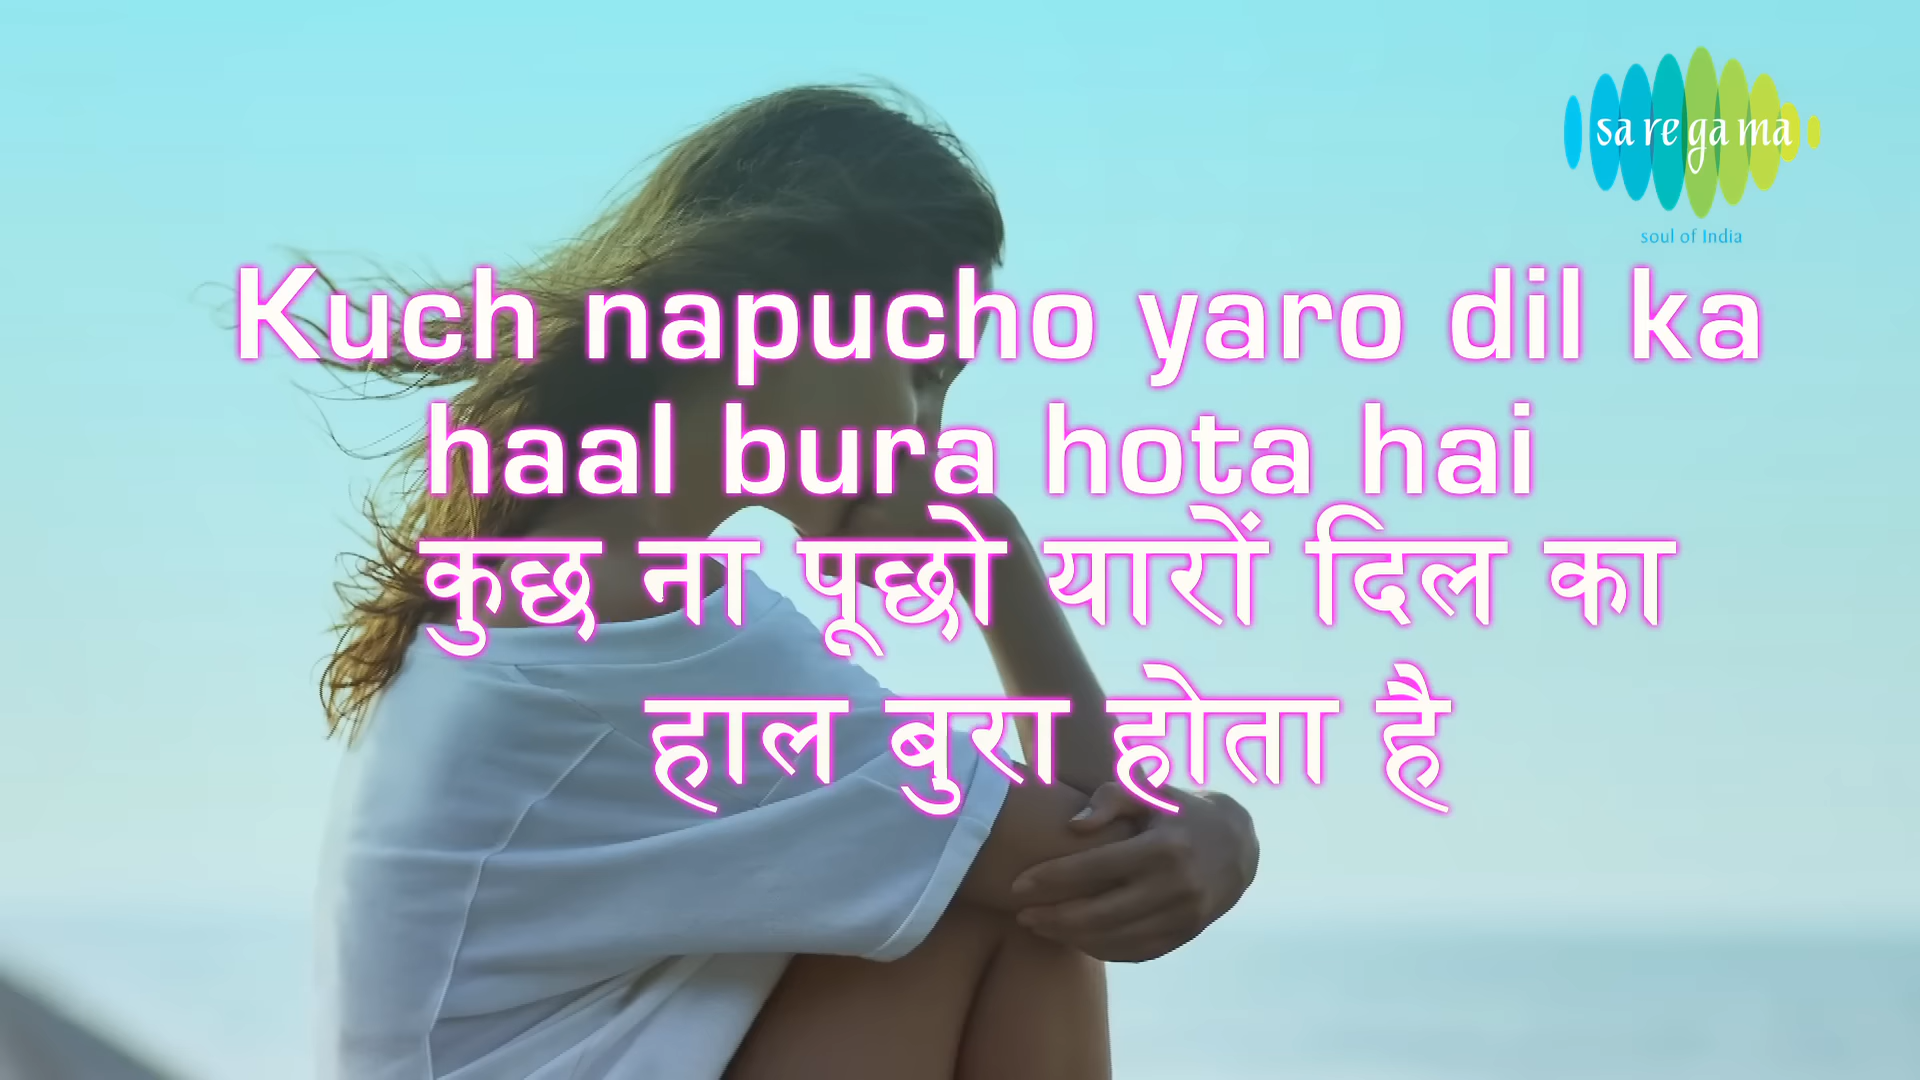 sa re ga ma
soul of India
Kuch napucho yaro dil ka
haal bura hota hai
कुछ ना पूछो यारों दिल का
हाल बुरा होता है